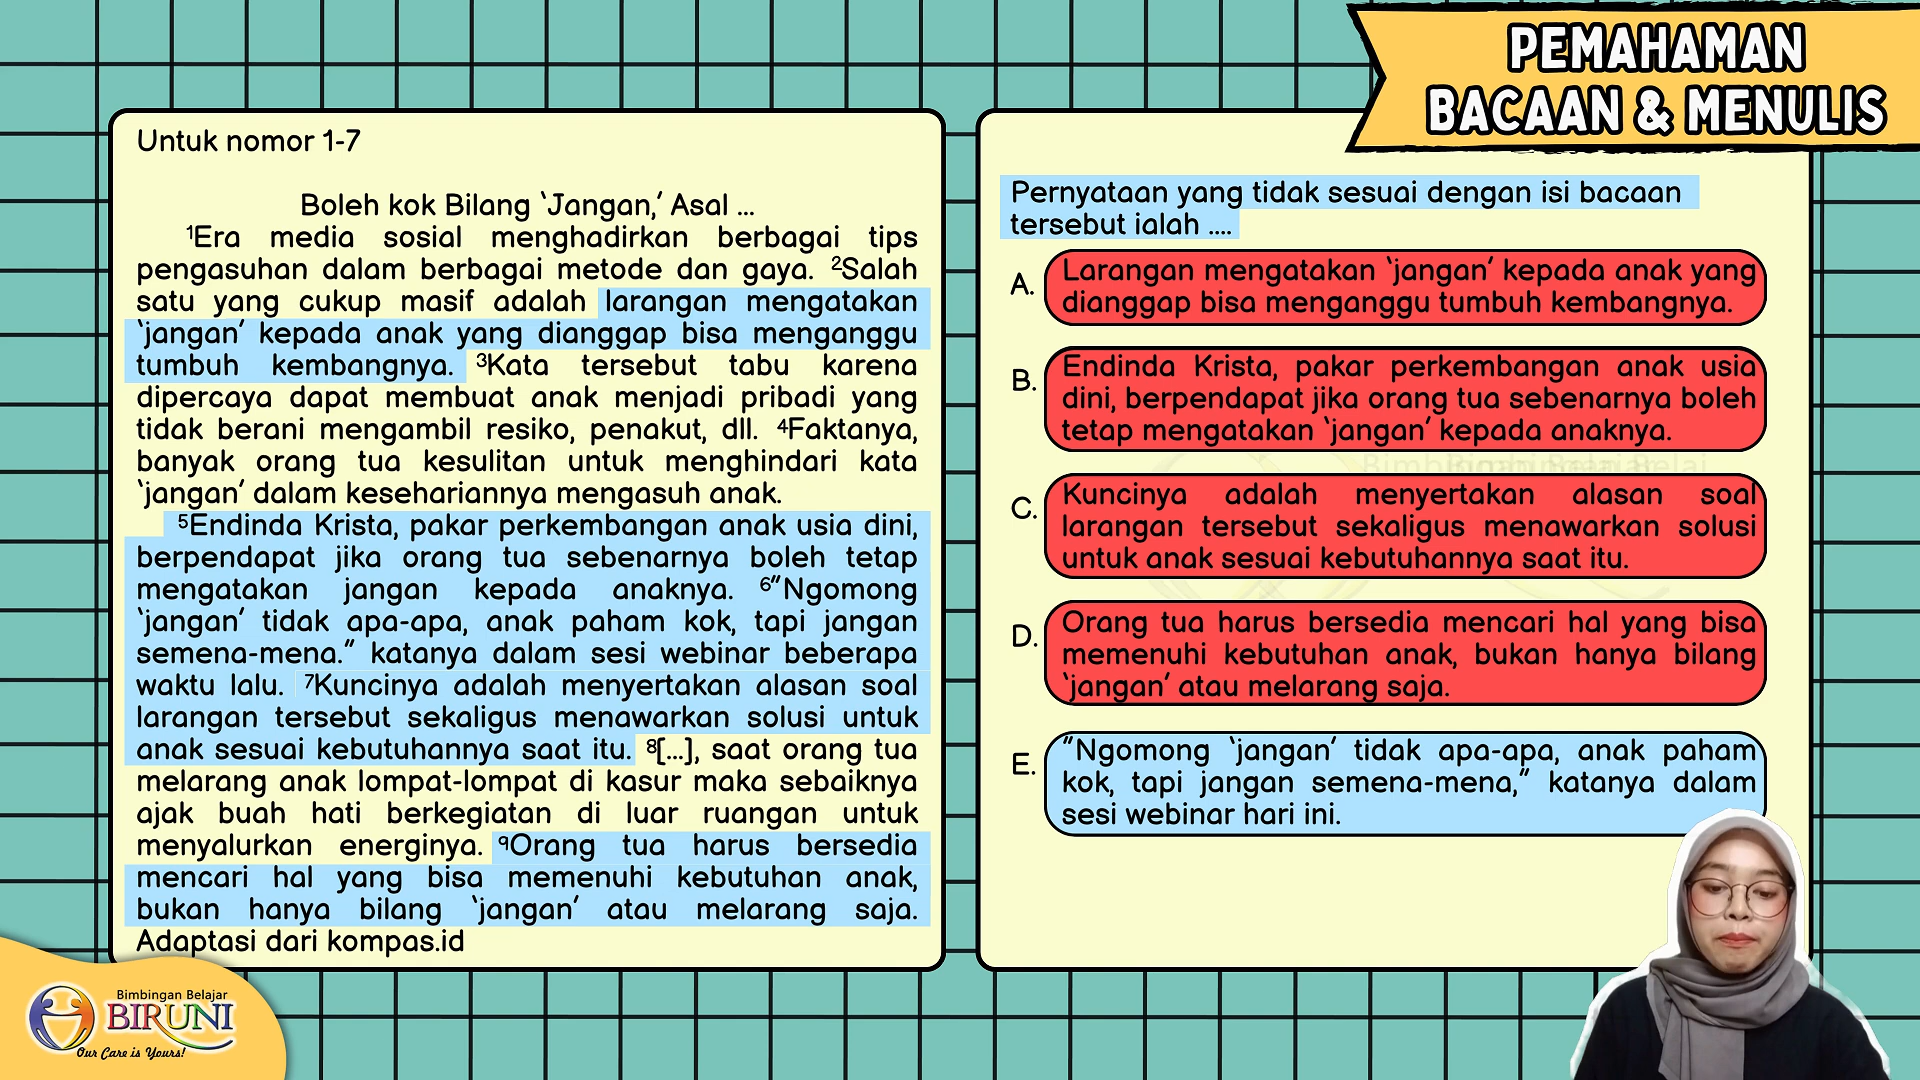 PEMAHAMAN
BACAAN & MENULIS
Untuk nomor 1-7
Boleh kok Bilang ‘Jangan,’ Asal ...
¹Era media sosial menghadirkan berbagai tips
pengasuhan dalam berbagai metode dan gaya. ²Salah
satu yang cukup masif adalah larangan mengatakan
‘jangan’ kepada anak yang dianggap bisa menganggu
tumbuh kembangnya. ³Kata tersebut tabu karena
dipercaya dapat membuat anak menjadi pribadi yang
tidak berani mengambil resiko, penakut, dll. ⁴Faktanya,
banyak orang tua kesulitan untuk menghindari kata
‘jangan’ dalam kesehariannya mengasuh anak.
⁵Endinda Krista, pakar perkembangan anak usia dini,
berpendapat jika orang tua sebenarnya boleh tetap
mengatakan jangan kepada anaknya. ⁶“Ngomong
‘jangan’ tidak apa-apa, anak paham kok, tapi jangan
semena-mena.” katanya dalam sesi webinar beberapa
waktu lalu. ⁷Kuncinya adalah menyertakan alasan soal
larangan tersebut sekaligus menawarkan solusi untuk
anak sesuai kebutuhannya saat itu. ⁸[...], saat orang tua
melarang anak lompat-lompat di kasur maka sebaiknya
ajak buah hati berkegiatan di luar ruangan untuk
menyalurkan energinya. ⁹Orang tua harus bersedia
mencari hal yang bisa memenuhi kebutuhan anak,
bukan hanya bilang ‘jangan’ atau melarang saja.
Adaptasi dari kompas.id
Pernyataan yang tidak sesuai dengan isi bacaan
tersebut ialah ....
A. Larangan mengatakan ‘jangan’ kepada anak yang
dianggap bisa menganggu tumbuh kembangnya.
B. Endinda Krista, pakar perkembangan anak usia
dini, berpendapat jika orang tua sebenarnya boleh
tetap mengatakan ‘jangan’ kepada anaknya.
C. Kuncinya adalah menyertakan alasan soal
larangan tersebut sekaligus menawarkan solusi
untuk anak sesuai kebutuhannya saat itu.
D. Orang tua harus bersedia mencari hal yang bisa
memenuhi kebutuhan anak, bukan hanya bilang
‘jangan’ atau melarang saja.
E. “Ngomong ‘jangan’ tidak apa-apa, anak paham
kok, tapi jangan semena-mena,” katanya dalam
sesi webinar hari ini.
Bimbingan Belajar
BIRUNI
Our Care is Yours!